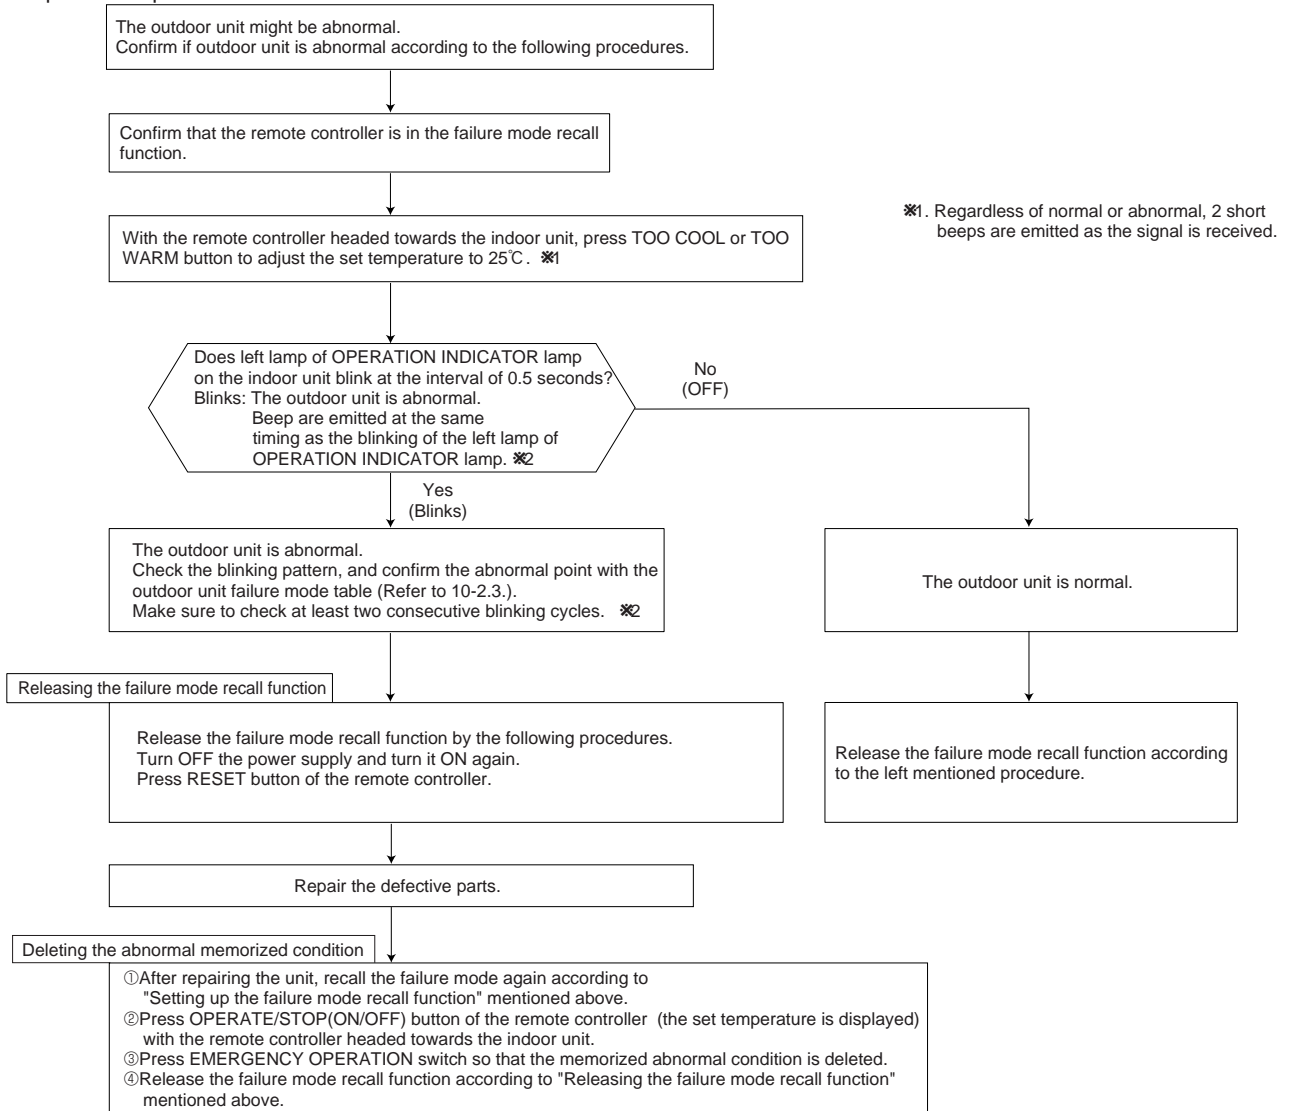 The outdoor unit might be abnormal.
Confirm if outdoor unit is abnormal according to the following procedures.
Confirm that the remote controller is in the failure mode recall
function.
With the remote controller headed towards the indoor unit, press TOO COOL or TOO
WARM button to adjust the set temperature to 25℃. ※1
※1. Regardless of normal or abnormal, 2 short
beeps are emitted as the signal is received.
Does left lamp of OPERATION INDICATOR lamp
on the indoor unit blink at the interval of 0.5 seconds?
Blinks: The outdoor unit is abnormal.
Beep are emitted at the same
timing as the blinking of the left lamp of
OPERATION INDICATOR lamp. ※2
No
(OFF)
Yes
(Blinks)
The outdoor unit is abnormal.
Check the blinking pattern, and confirm the abnormal point with the
outdoor unit failure mode table (Refer to 10-2.3.).
Make sure to check at least two consecutive blinking cycles. ※2
The outdoor unit is normal.
Releasing the failure mode recall function
Release the failure mode recall function by the following procedures.
Turn OFF the power supply and turn it ON again.
Press RESET button of the remote controller.
Release the failure mode recall function according
to the left mentioned procedure.
Repair the defective parts.
Deleting the abnormal memorized condition
①After repairing the unit, recall the failure mode again according to
"Setting up the failure mode recall function" mentioned above.
②Press OPERATE/STOP(ON/OFF) button of the remote controller (the set temperature is displayed)
with the remote controller headed towards the indoor unit.
③Press EMERGENCY OPERATION switch so that the memorized abnormal condition is deleted.
④Release the failure mode recall function according to "Releasing the failure mode recall function"
mentioned above.